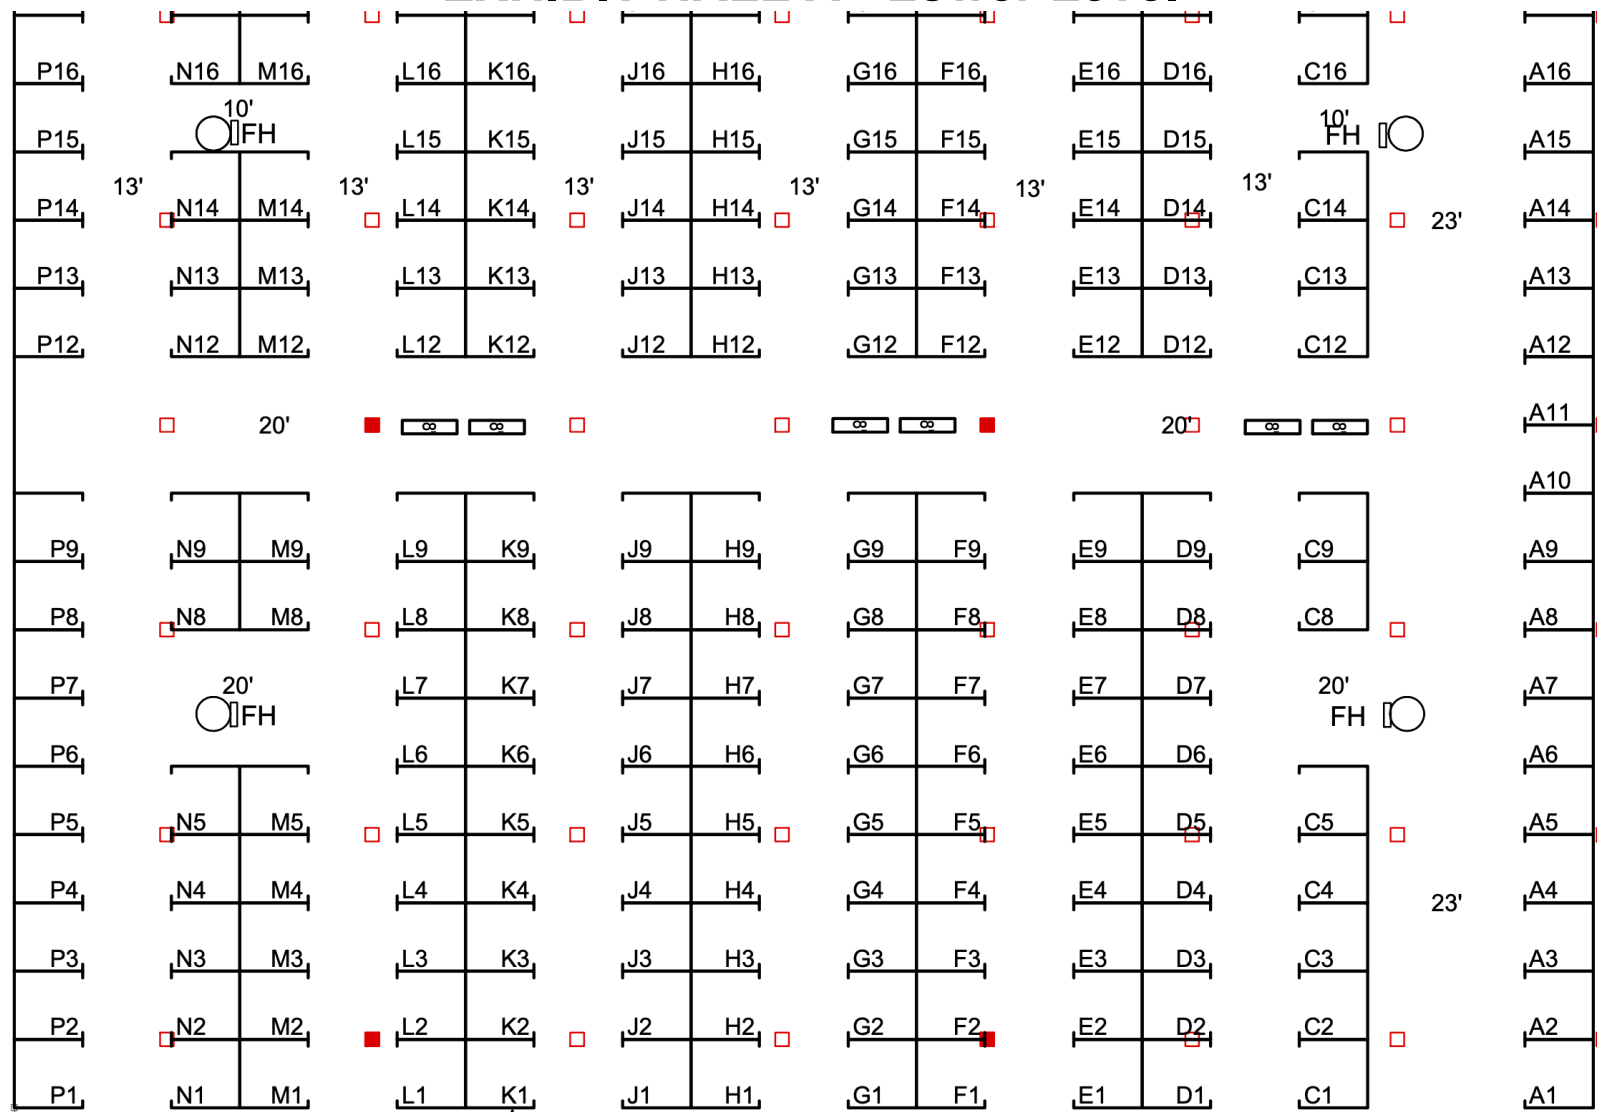 P16 N16 M16 L16 K16 J16 H16 G16 F16 E16 D16 C16 A16
10' 10'
FH FH
P15 L15 K15 J15 H15 G15 F15 E15 D15 A15
13' 13' 13' 13' 13' 13'
P14 N14 M14 L14 K14 J14 H14 G14 F14 E14 D14 C14 23' A14
P13 N13 M13 L13 K13 J13 H13 G13 F13 E13 D13 C13 A13
P12 N12 M12 L12 K12 J12 H12 G12 F12 E12 D12 C12 A12
20' 8' 8' 8' 8' 20' 8' 8' A11
A10
P9 N9 M9 L9 K9 J9 H9 G9 F9 E9 D9 C9 A9
P8 N8 M8 L8 K8 J8 H8 G8 F8 E8 D8 C8 A8
P7 20' L7 K7 J7 H7 G7 F7 E7 D7 20' A7
FH FH
P6 L6 K6 J6 H6 G6 F6 E6 D6 A6
P5 N5 M5 L5 K5 J5 H5 G5 F5 E5 D5 C5 A5
P4 N4 M4 L4 K4 J4 H4 G4 F4 E4 D4 C4 23' A4
P3 N3 M3 L3 K3 J3 H3 G3 F3 E3 D3 C3 A3
P2 N2 M2 L2 K2 J2 H2 G2 F2 E2 D2 C2 A2
P1 N1 M1 L1 K1 J1 H1 G1 F1 E1 D1 C1 A1